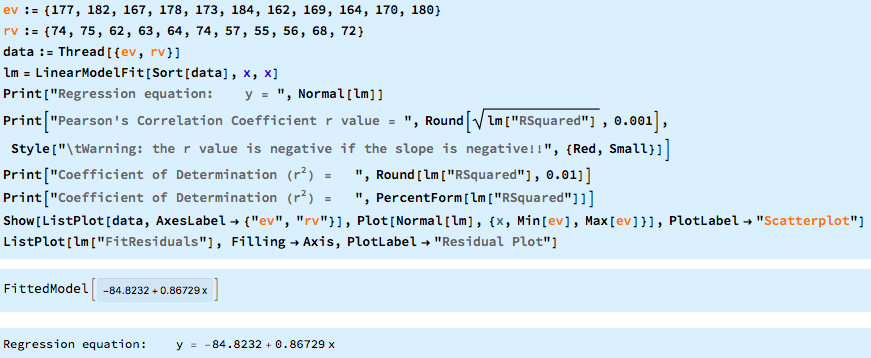 ev := {177, 182, 167, 178, 173, 184, 162, 169, 164, 170, 180}
rv := {74, 75, 62, 63, 64, 74, 57, 55, 56, 68, 72}
data := Thread[{ev, rv}]
lm = LinearModelFit[Sort[data], x, x]
Print["Regression equation:    y = ", Normal[lm]]
Print["Pearson's Correlation Coefficient r value = ", Round[√lm["RSquared"] , 0.001],
Style["\tWarning: the r value is negative if the slope is negative!!", {Red, Small}]]
Print["Coefficient of Determination (r²) =   ", Round[lm["RSquared"], 0.01]]
Print["Coefficient of Determination (r²) =   ", PercentForm[lm["RSquared"]]]
Show[ListPlot[data, AxesLabel → {"ev", "rv"}], Plot[Normal[lm], {x, Min[ev], Max[ev]}], PlotLabel → "Scatterplot"]
ListPlot[lm["FitResiduals"], Filling → Axis, PlotLabel → "Residual Plot"]
FittedModel[ -84.8232 + 0.86729 x ]
Regression equation:    y = -84.8232 + 0.86729 x